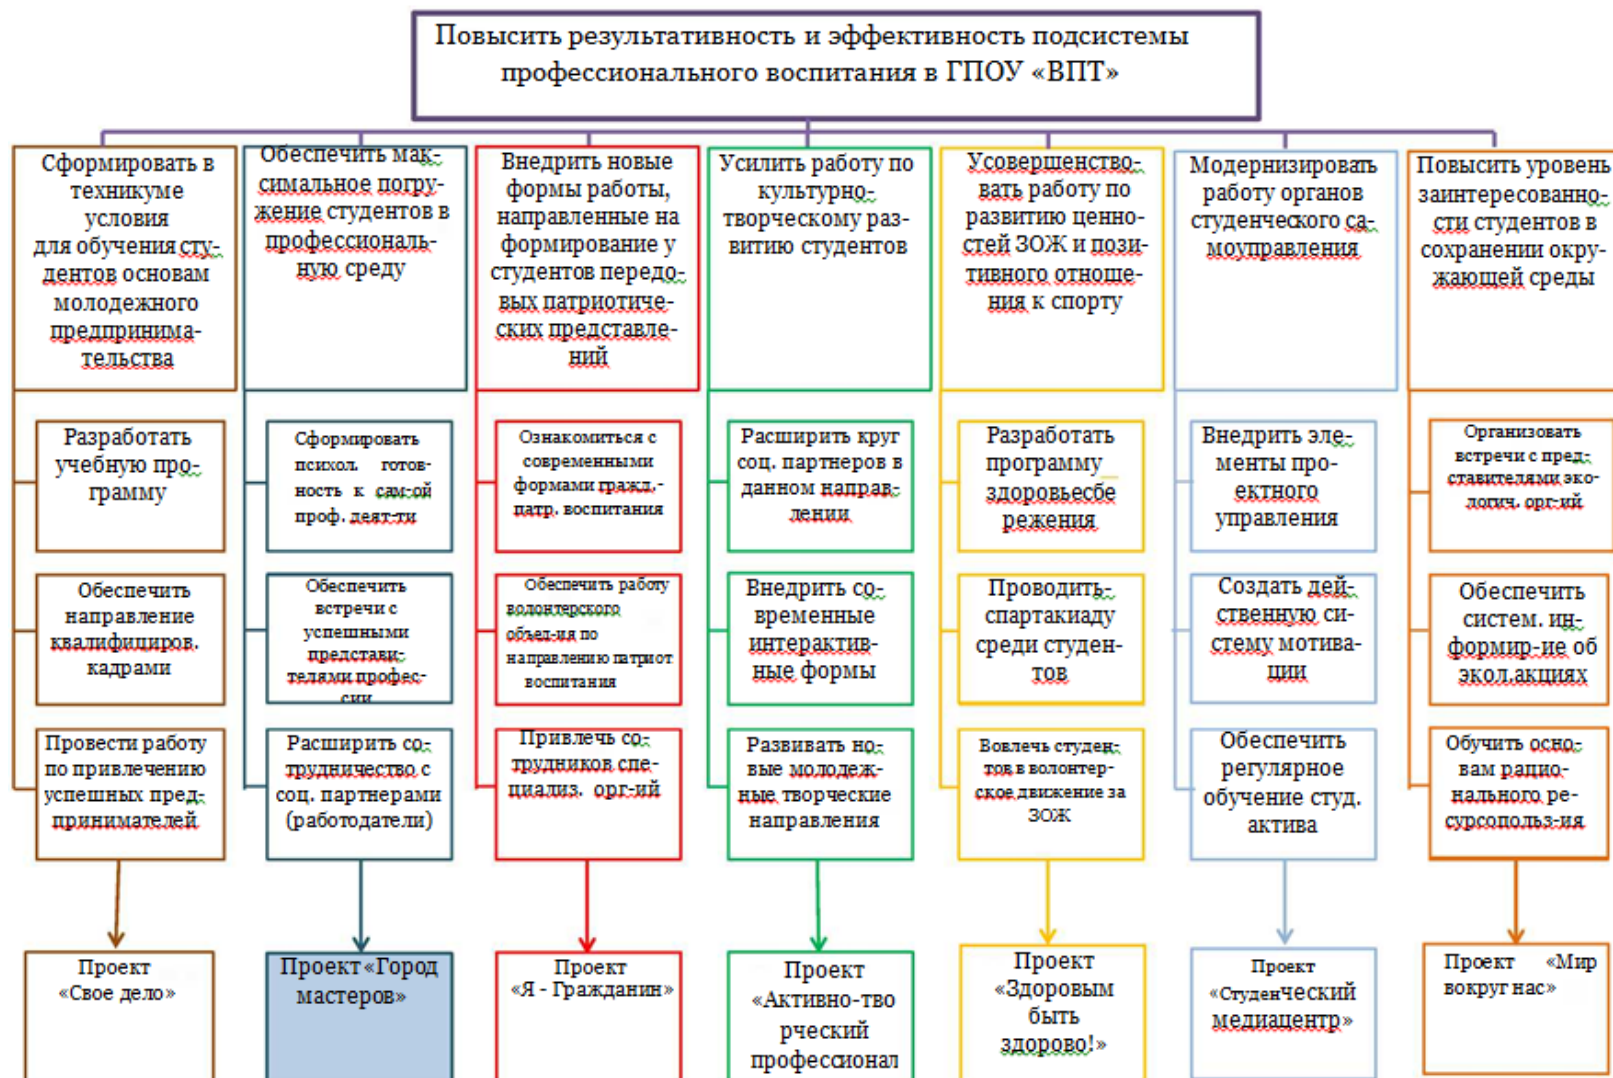 Повысить результативность и эффективность подсистемы
профессионального воспитания в ГПОУ «ВПТ»
Сформировать в
техникуме
условия
для обучения сту-
дентов основам
молодежного
предпринима-
тельства
Обеспечить мак-
симальное погру-
жение студентов в
профессиональ-
ную среду
Внедрить новые
формы работы,
направленные на
формирование у
студентов передо-
вых патриотиче-
ских представле-
ний
Усилить работу по
культурно-
творческому раз-
витию студентов
Усовершенство-
вать работу по
развитию ценно-
стей ЗОЖ и пози-
тивного отноше-
ния к спорту
Модернизировать
работу органов
студенческого са-
моуправления
Повысить уровень
заинтересованно-
сти студентов в
сохранении окру-
жающей среды
Разработать
учебную про-
грамму
Сформировать
психол. готов-
ность к сам-ой
проф. деят-ти
Ознакомиться с
современными
формами гражд.-
патр. воспитания
Расширить круг
соц. партнеров в
данном направ-
лении
Разработать
программу
здоровьесбе
режения
Внедрить эле-
менты про-
ектного
управления
Организовать
встречи с пред-
ставителями эко-
логич. орг-ий
Обеспечить
направление
квалифициров.
кадрами
Обеспечить
встречи с
успешными
представи-
телями професс-
сии
Обеспечить работу
волонтерского
объед-ия по
направлению патриот
воспитания
Внедрить со-
временные
интерактив-
ные формы
Проводить-
спартакиаду
среди студен-
тов
Создать дей-
ственную си-
стему мотива-
ции
Обеспечить
систем. ин-
формир-ие об
экол.акциях
Провести работу
по привлечению
успешных пред-
принимателей
Расширить со-
трудничество с
соц. партнерами
(работодатели)
Привлечь со-
трудников спе-
циализ. орг-ий
Развивать но-
вые молодеж-
ные творческие
направления
Вовлечь студен-
тов в волонтер-
ское движение за
ЗОЖ
Обеспечить
регулярное
обучение студ.
актива
Обучить осно-
вам рацио-
нального ре-
сурсопольз-ия
Проект
«Свое дело»
Проект «Город
мастеров»
Проект
«Я - Гражданин»
Проект
«Активно-тво
рческий
профессионал
Проект
«Здоровым
быть
здорово!»
Проект
«Студенческий
медиацентр»
Проект «Мир
вокруг нас»